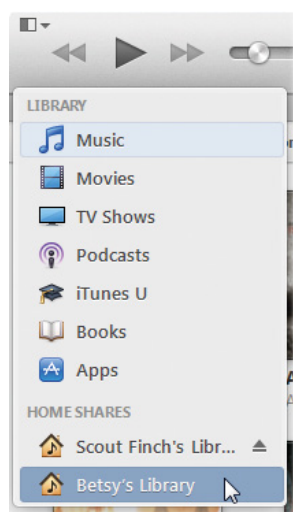 LIBRARY
Music
Movies
TV Shows
Podcasts
iTunes U
Books
Apps
HOME SHARES
Scout Finch's Libr...
Betsy's Library